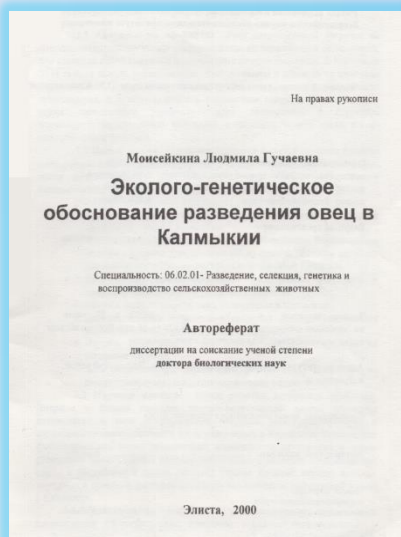 На правах рукописи
Моисейкина Людмила Гучаевна
Эколого-генетическое
обоснование разведения овец в
Калмыкии
Специальность: 06.02.01- Разведение, селекция, генетика и
воспроизводство сельскохозяйственных животных
Автореферат
диссертации на соискание ученой степени
доктора биологических наук
Элиста, 2000